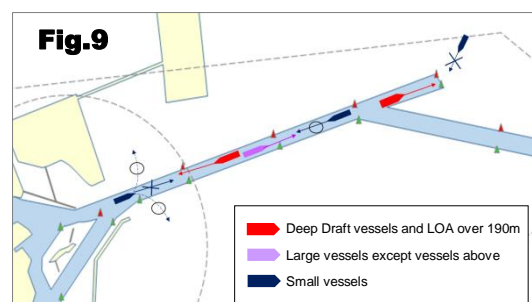 Fig.9
Deep Draft vessels and LOA over 190m
Large vessels except vessels above
Small vessels